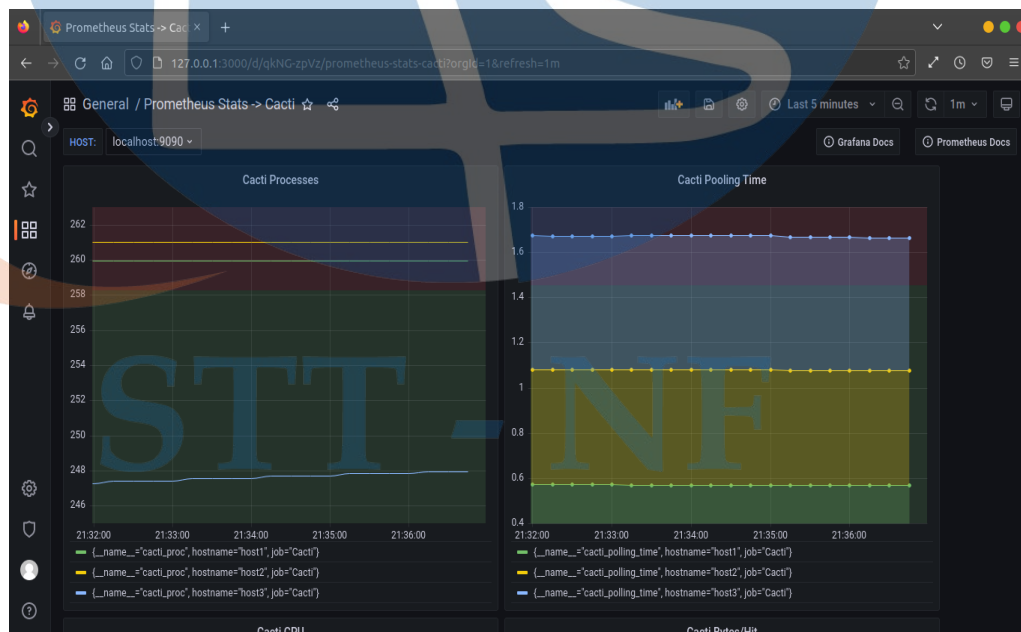 Prometheus Stats -> Cac
127.0.0.1:3000/d/qkNG-zpVz/prometheus-stats-cacti?orgId=1&refresh=1m
General / Prometheus Stats -> Cacti
Last 5 minutes
1m
HOST: localhost:9090
Grafana Docs
Prometheus Docs
Cacti Processes
262
260
258
256
254
252
250
248
246
21:32:00 21:33:00 21:34:00 21:35:00 21:36:00
{__name__="cacti_proc", hostname="host1", job="Cacti"}
{__name__="cacti_proc", hostname="host2", job="Cacti"}
{__name__="cacti_proc", hostname="host3", job="Cacti"}
Cacti Pooling Time
1.8
1.6
1.4
1.2
1
0.8
0.6
0.4
21:32:00 21:33:00 21:34:00 21:35:00 21:36:00
{__name__="cacti_polling_time", hostname="host1", job="Cacti"}
{__name__="cacti_polling_time", hostname="host2", job="Cacti"}
{__name__="cacti_polling_time", hostname="host3", job="Cacti"}
STT - NF
Cacti CPU
Cacti Bytes/Hit